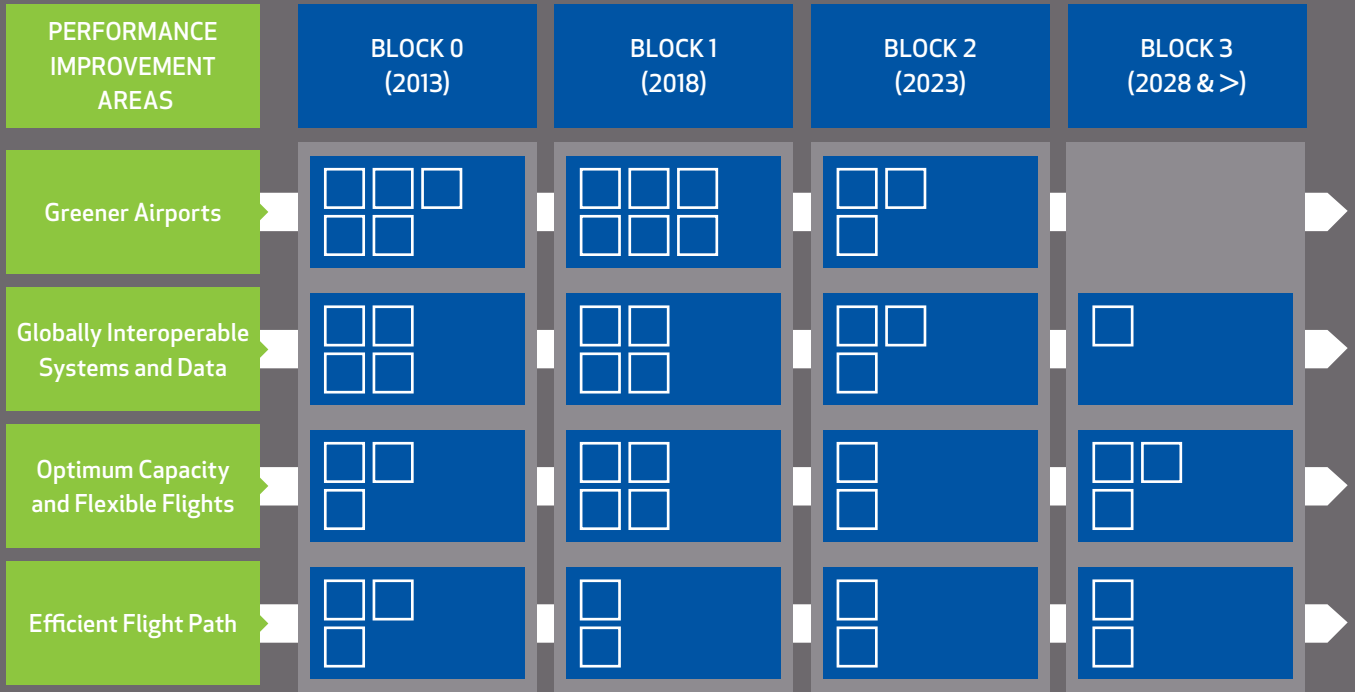 PERFORMANCE
IMPROVEMENT
AREAS
BLOCK 0
(2013)
BLOCK 1
(2018)
BLOCK 2
(2023)
BLOCK 3
(2028 & >)
Greener Airports
Globally Interoperable
Systems and Data
Optimum Capacity
and Flexible Flights
Efficient Flight Path